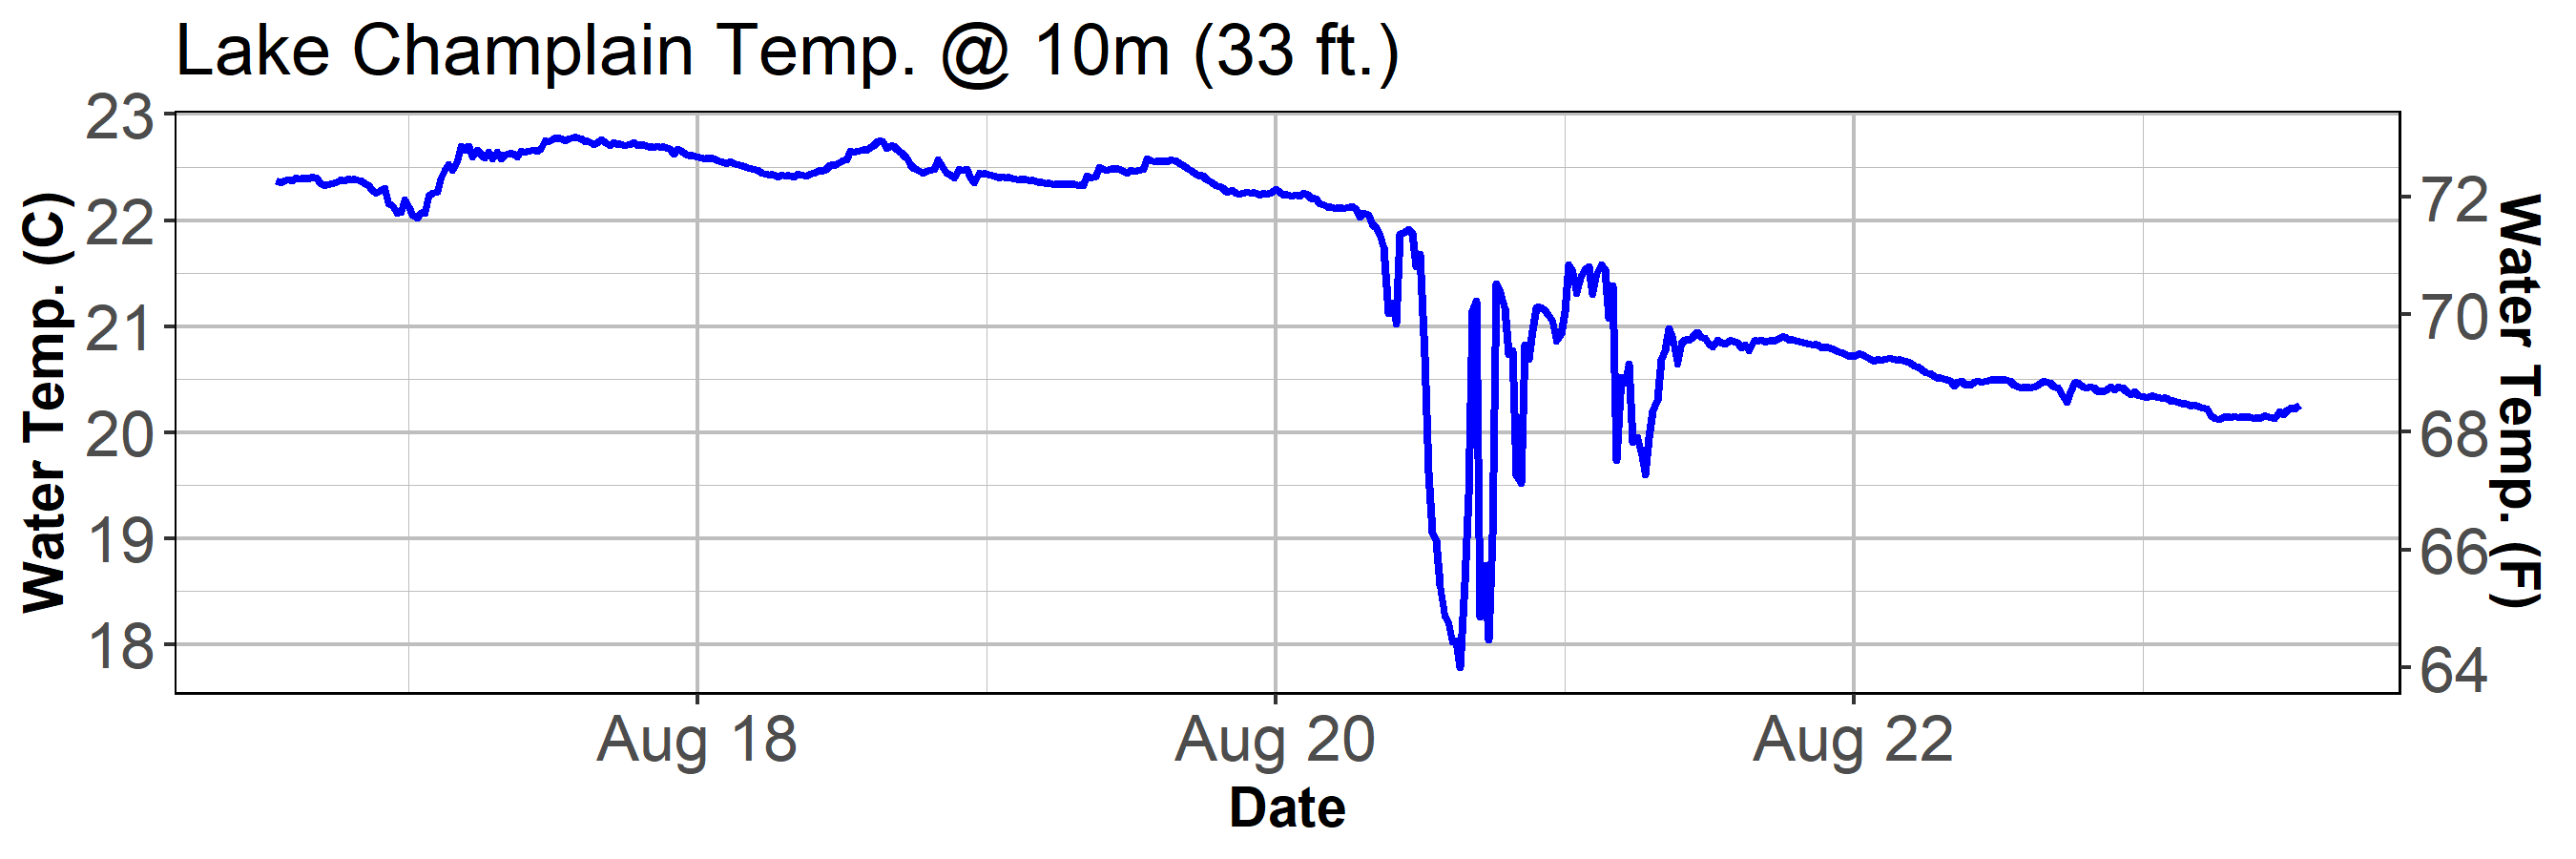 Lake Champlain Temp. @ 10m (33 ft.)
Water Temp. (C)
23
22
21
20
19
18
72
70
68
66
64
Water Temp. (F)
Aug 18
Aug 20
Aug 22
Date